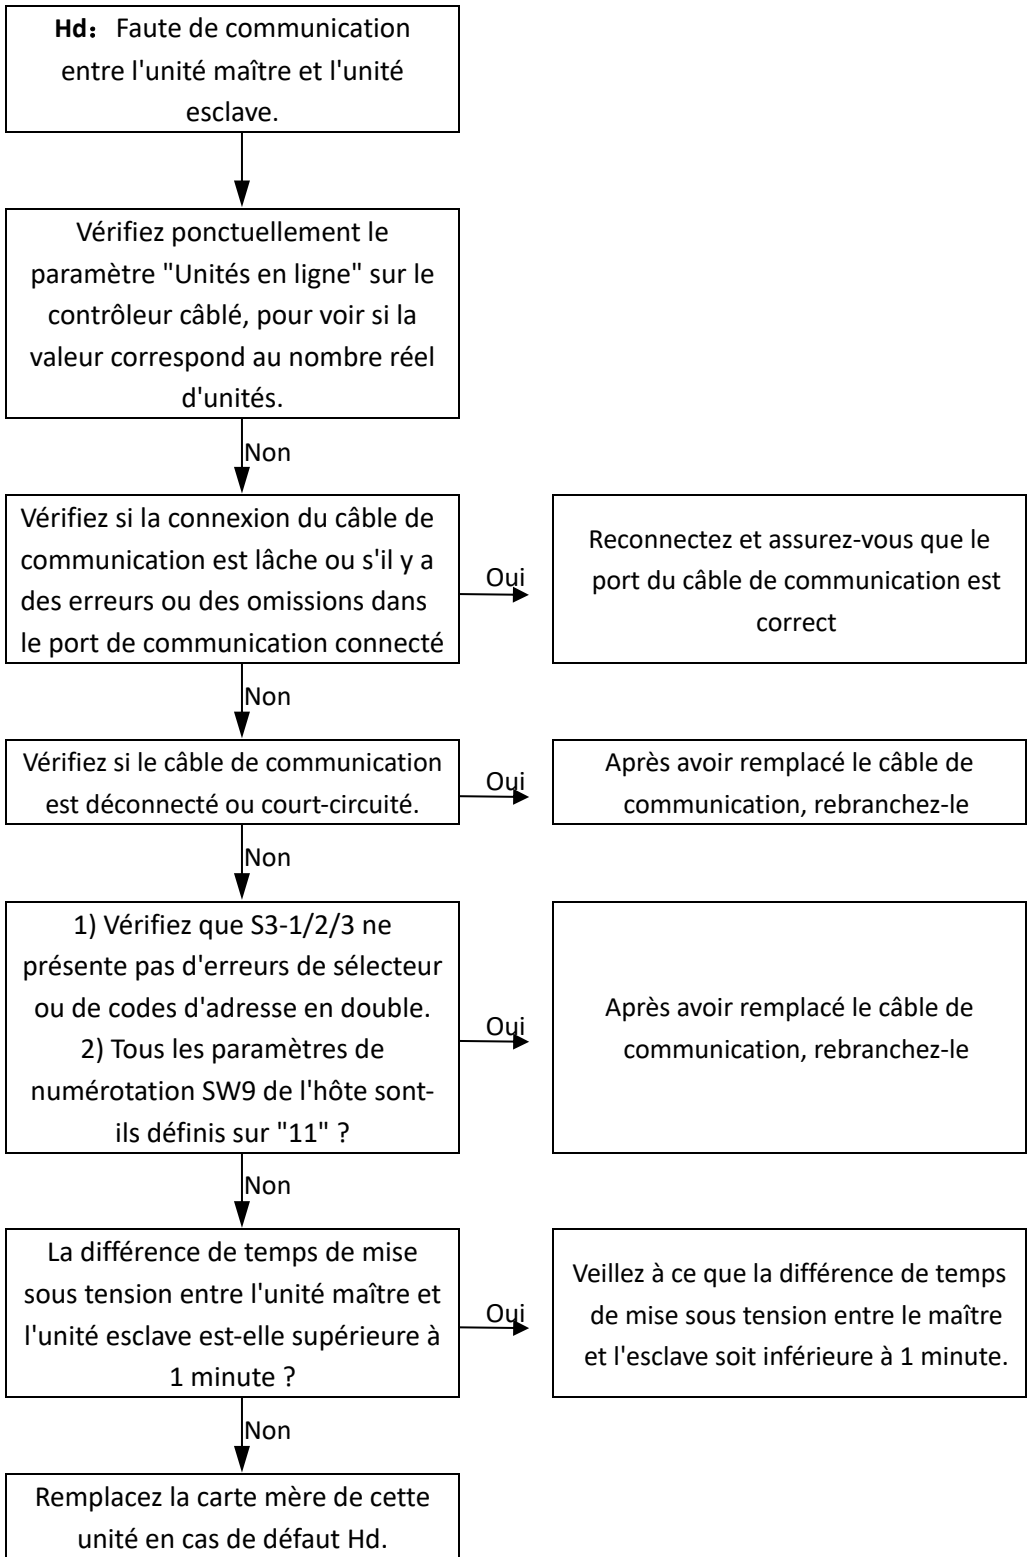 Hd: Faute de communication
entre l'unité maître et l'unité
esclave.
Vérifiez ponctuellement le
paramètre "Unités en ligne" sur le
contrôleur câblé, pour voir si la
valeur correspond au nombre réel
d'unités.
Non
Vérifiez si la connexion du câble de
communication est lâche ou s'il y a
des erreurs ou des omissions dans
le port de communication connecté
Oui
Reconnectez et assurez-vous que le
port du câble de communication est
correct
Non
Vérifiez si le câble de communication
est déconnecté ou court-circuité.
Oui
Après avoir remplacé le câble de
communication, rebranchez-le
Non
1) Vérifiez que S3-1/2/3 ne
présente pas d'erreurs de sélecteur
ou de codes d'adresse en double.
2) Tous les paramètres de
numérotation SW9 de l'hôte sont-
ils définis sur "11" ?
Oui
Après avoir remplacé le câble de
communication, rebranchez-le
Non
La différence de temps de mise
sous tension entre l'unité maître et
l'unité esclave est-elle supérieure à
1 minute ?
Oui
Veillez à ce que la différence de temps
de mise sous tension entre le maître
et l'esclave soit inférieure à 1 minute.
Non
Remplacez la carte mère de cette
unité en cas de défaut Hd.